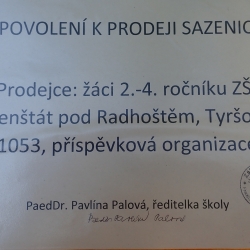 POVOLENÍ K PRODEJI SAZENIC
Prodejce: žáci 2.-4. ročníku ZŠ
enštát pod Radhoštěm, Tyršo
1053, příspěvková organizace
PaedDr. Pavlína Palová, ředitelka školy